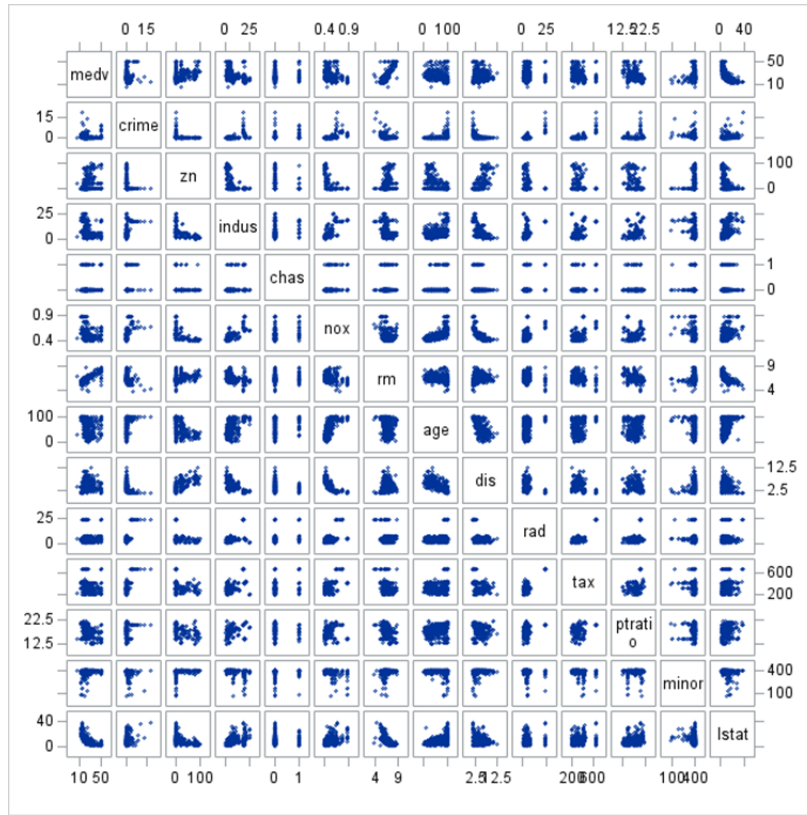 0 15 0 25 0.4 0.9 0 100 0 25 12.5 22.5 0 40
medv 50
10
crime
15
0
zn 100
0
25
indus
0
chas 1
0
0.9
nox
0.4
rm 9
4
100
age
0
dis 12.5
2.5
25
rad
0
tax 600
200
22.5
ptrati
o
12.5
minor 400
100
40
lstat
0
10 50 0 100 0 1 4 9 2.5 12.5 200 600 100 400